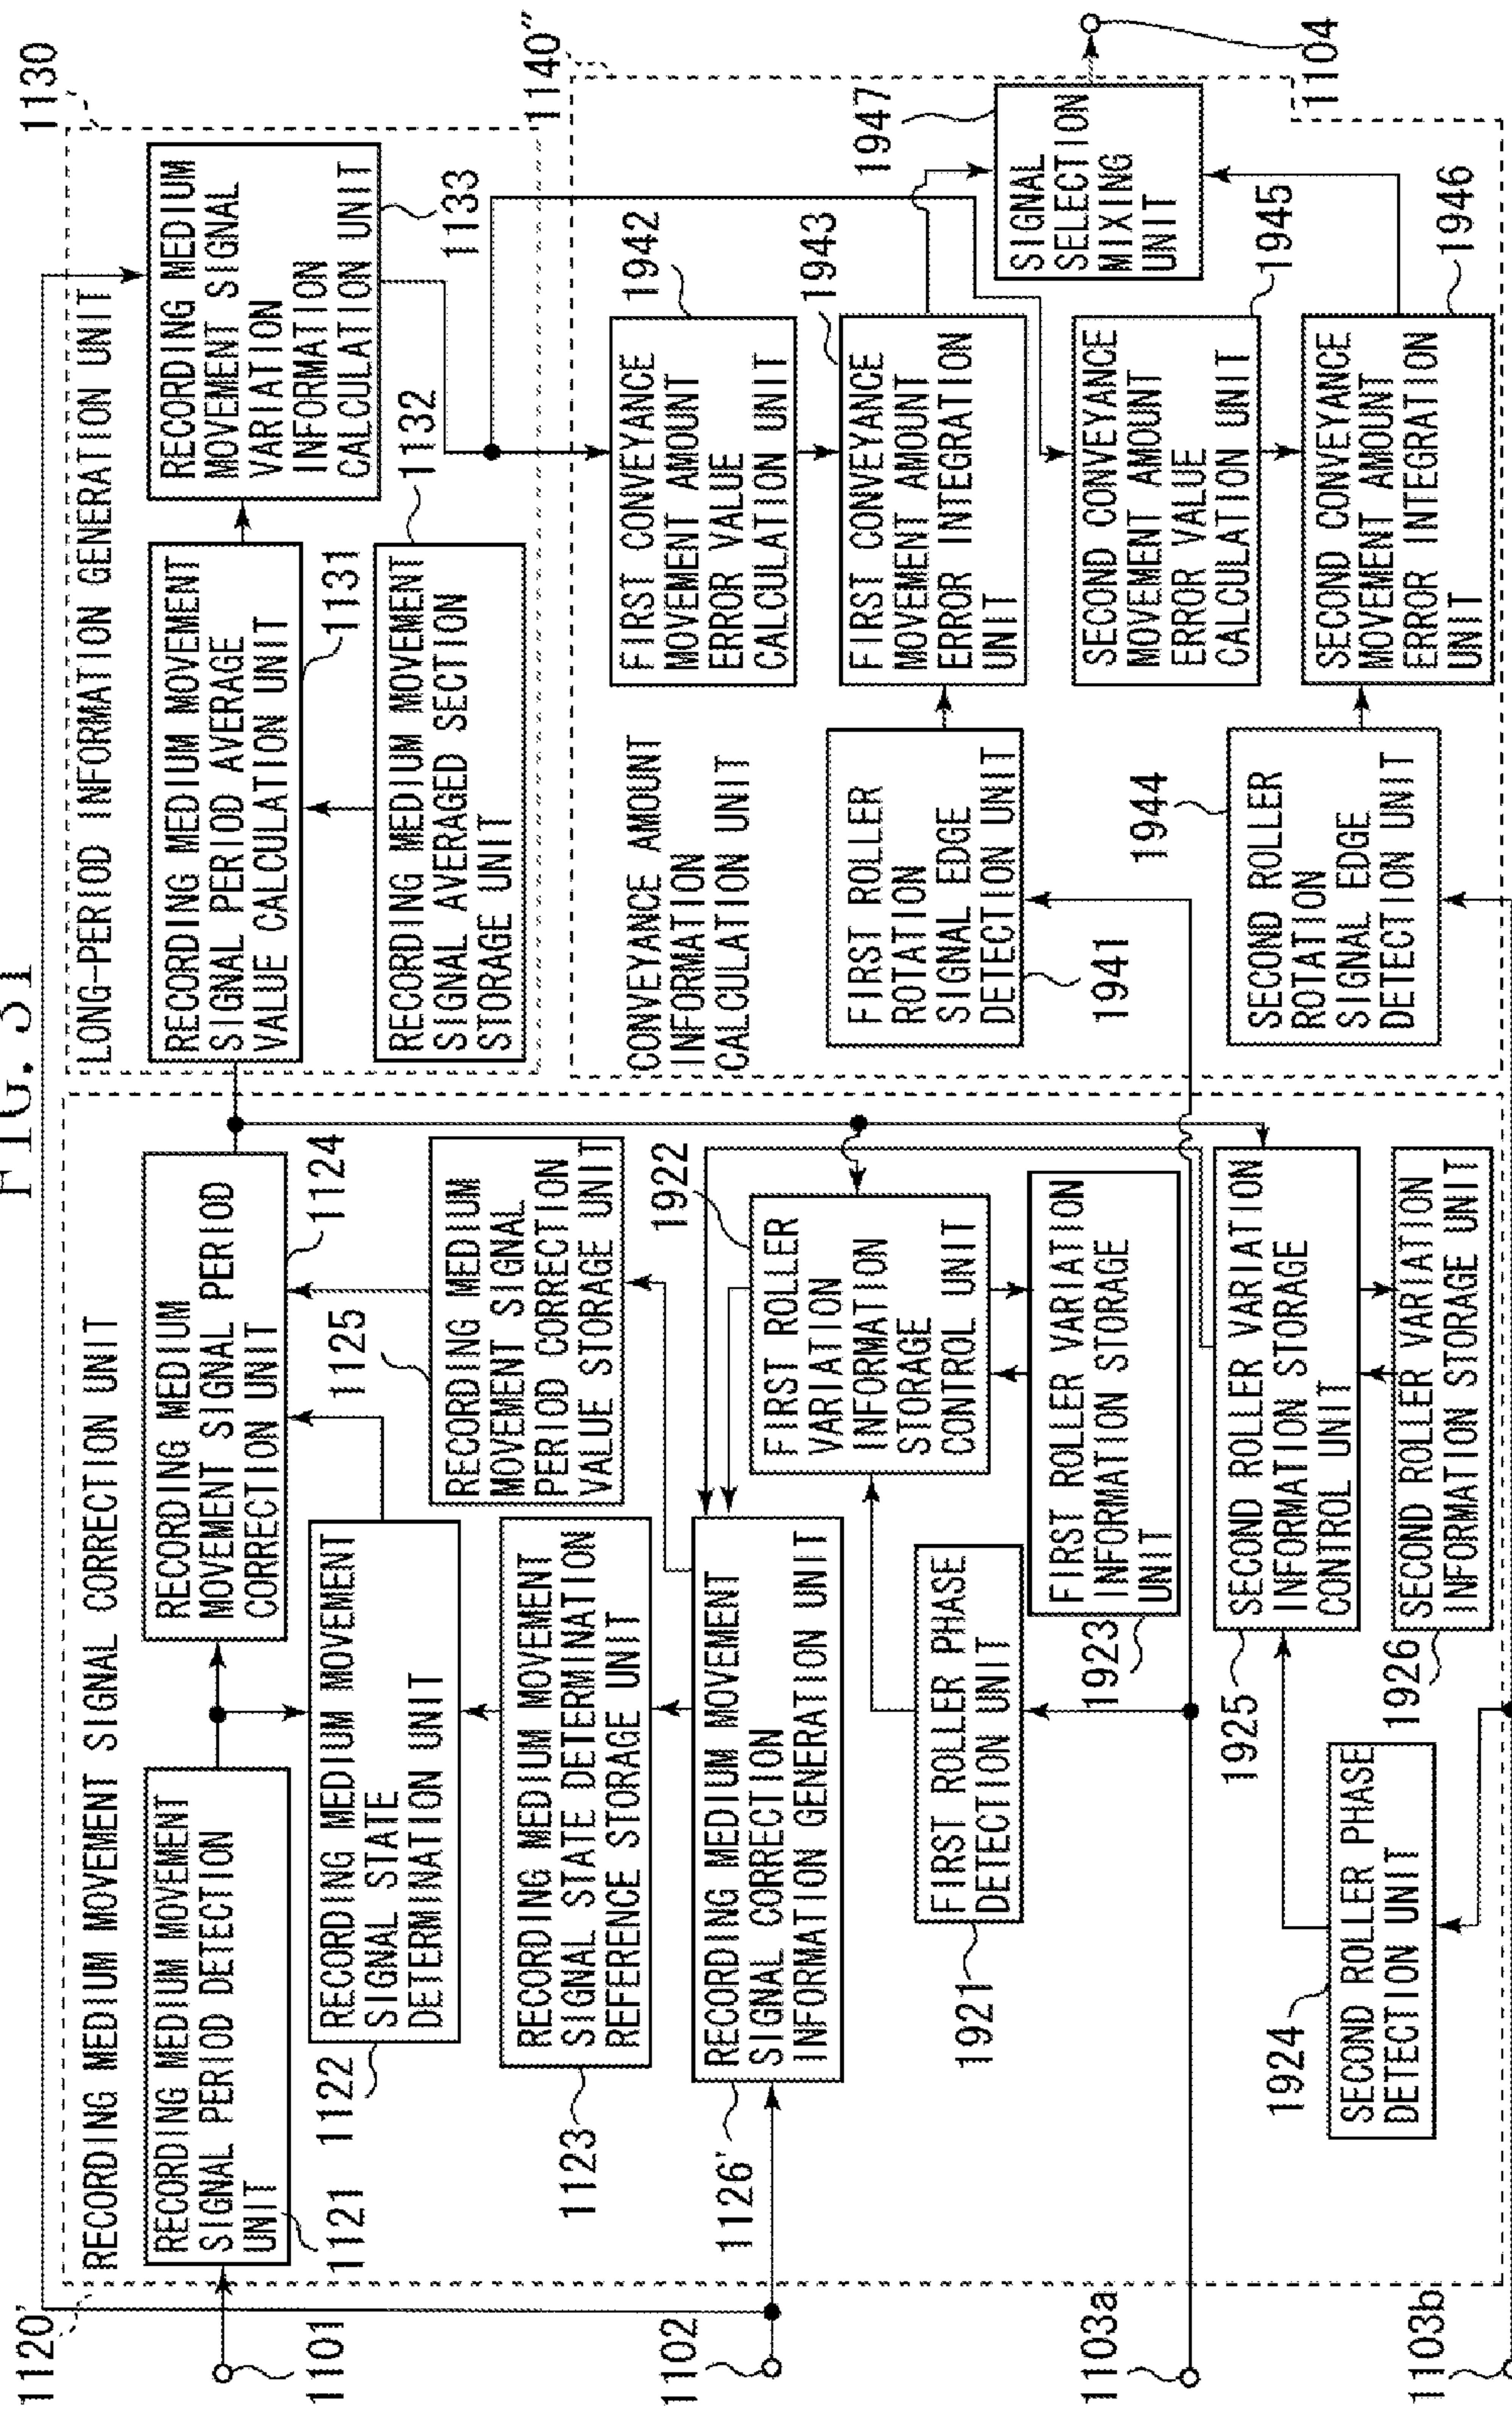 FIG. 31
1120'
RECORDING MEDIUM MOVEMENT SIGNAL CORRECTION UNIT
1101
RECORDING MEDIUM MOVEMENT
SIGNAL PERIOD DETECTION
UNIT
1121
RECORDING MEDIUM
MOVEMENT SIGNAL PERIOD
CORRECTION UNIT
1124
RECORDING MEDIUM MOVEMENT
SIGNAL STATE
DETERMINATION UNIT
1122
1125
RECORDING MEDIUM
MOVEMENT SIGNAL
PERIOD CORRECTION
VALUE STORAGE UNIT
RECORDING MEDIUM MOVEMENT
SIGNAL STATE DETERMINATION
REFERENCE STORAGE UNIT
1123
1102
RECORDING MEDIUM MOVEMENT
SIGNAL CORRECTION
INFORMATION GENERATION UNIT
1126'
1922
FIRST ROLLER
VARIATION
INFORMATION
STORAGE
CONTROL UNIT
FIRST ROLLER PHASE
DETECTION UNIT
1921
FIRST ROLLER VARIATION
INFORMATION STORAGE
UNIT
1923
1103a
SECOND ROLLER VARIATION
INFORMATION STORAGE
CONTROL UNIT
1925
1924
SECOND ROLLER PHASE
DETECTION UNIT
SECOND ROLLER VARIATION
INFORMATION STORAGE UNIT
1926
1103b
1130
LONG-PERIOD INFORMATION GENERATION UNIT
RECORDING MEDIUM MOVEMENT
SIGNAL PERIOD AVERAGE
VALUE CALCULATION UNIT
1131
RECORDING MEDIUM
MOVEMENT SIGNAL
VARIATION
INFORMATION
CALCULATION UNIT
1133
RECORDING MEDIUM MOVEMENT
SIGNAL AVERAGED SECTION
STORAGE UNIT
1132
1140"
CONVEYANCE AMOUNT
INFORMATION
CALCULATION UNIT
FIRST CONVEYANCE
MOVEMENT AMOUNT
ERROR VALUE
CALCULATION UNIT
1942
FIRST ROLLER
ROTATION
SIGNAL EDGE
DETECTION UNIT
1941
FIRST CONVEYANCE
MOVEMENT AMOUNT
ERROR INTEGRATION
UNIT
1943
SIGNAL
SELECTION
MIXING
UNIT
1947
1104
SECOND CONVEYANCE
MOVEMENT AMOUNT
ERROR VALUE
CALCULATION UNIT
1945
1944
SECOND ROLLER
ROTATION
SIGNAL EDGE
DETECTION UNIT
SECOND CONVEYANCE
MOVEMENT AMOUNT
ERROR INTEGRATION
UNIT
1946